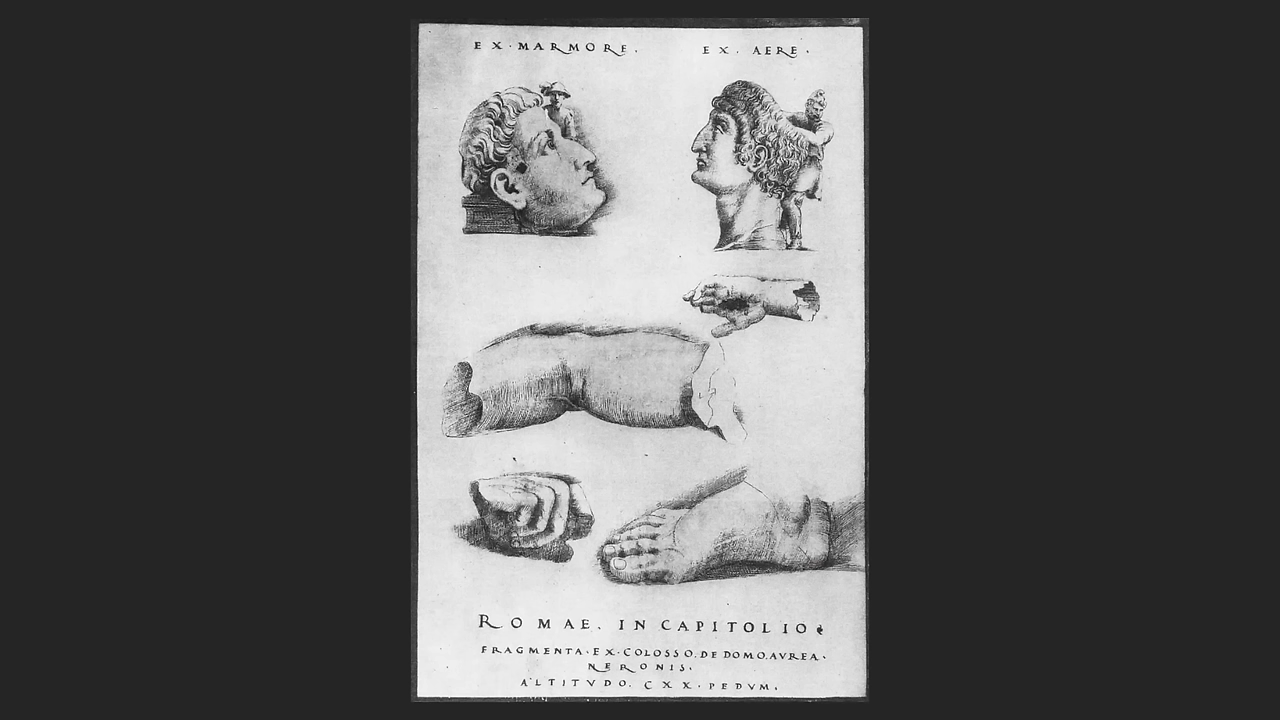 EX·MARMORE.
EX. AERE.
ROMAE. IN CAPITOLIO
FRAGMENTA·EX·COLOSSO.DE DOMO.AVREA·
NERONIS.
ALTITVDO. CXX·PEDVM.